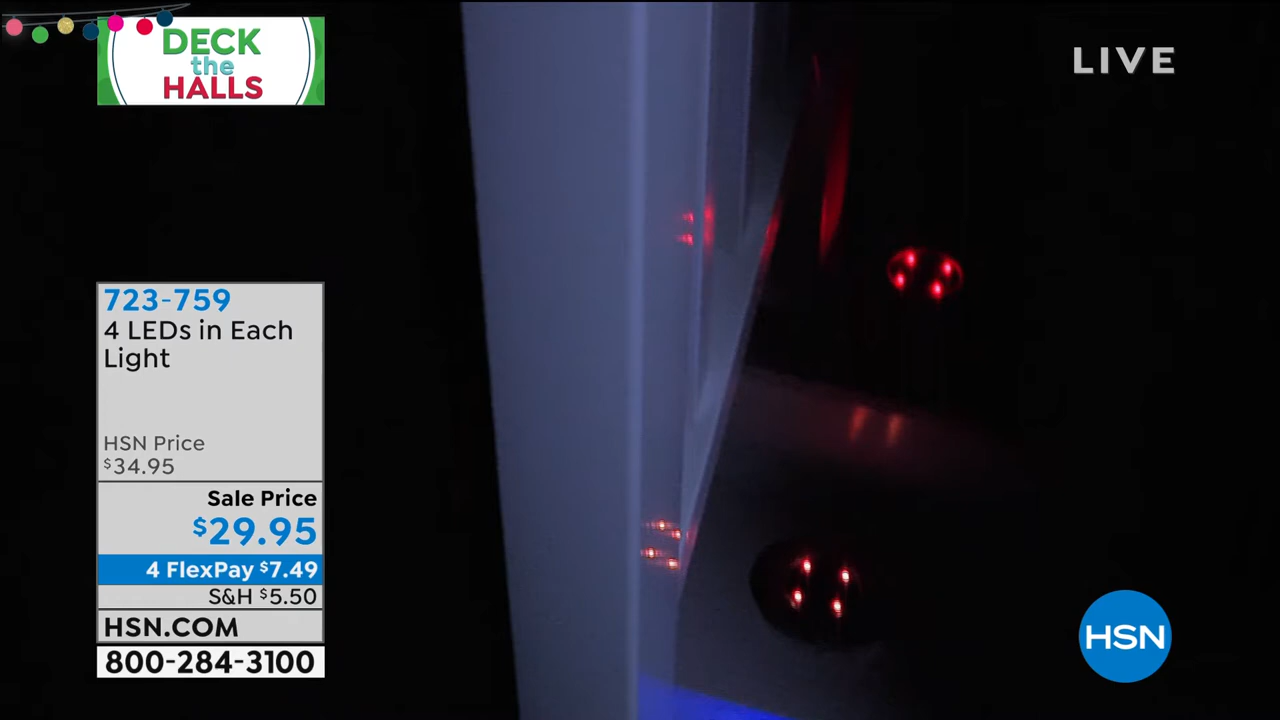 DECK
the
HALLS
LIVE
723-759
4 LEDs in Each
Light
HSN Price
$34.95
Sale Price
$29.95
4 FlexPay $7.49
S&H $5.50
HSN.COM
800-284-3100
HSN